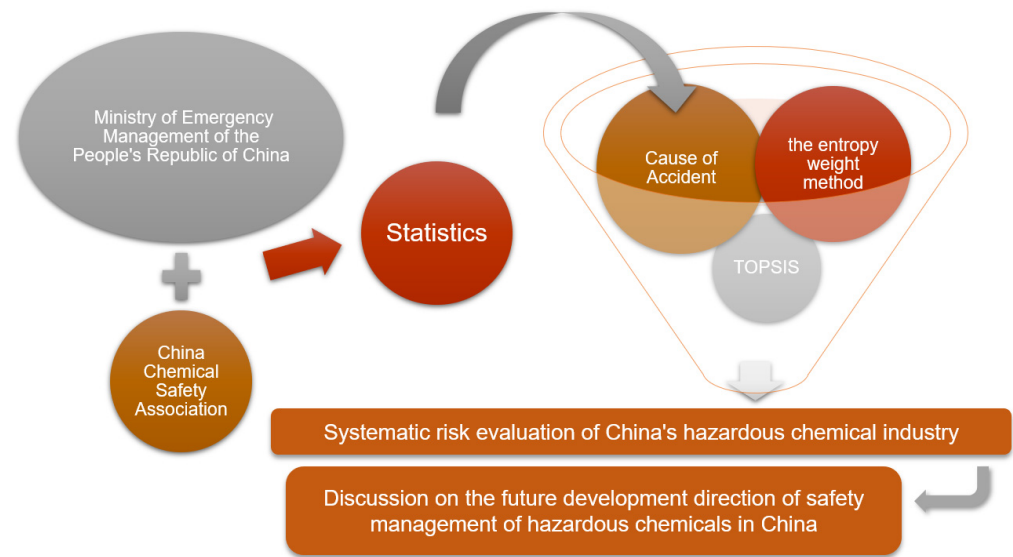 Ministry of Emergency
Management of the
People's Republic of China
China
Chemical
Safety
Association
Statistics
Cause of
Accident
the entropy
weight
method
TOPSIS
Systematic risk evaluation of China's hazardous chemical industry
Discussion on the future development direction of safety
management of hazardous chemicals in China